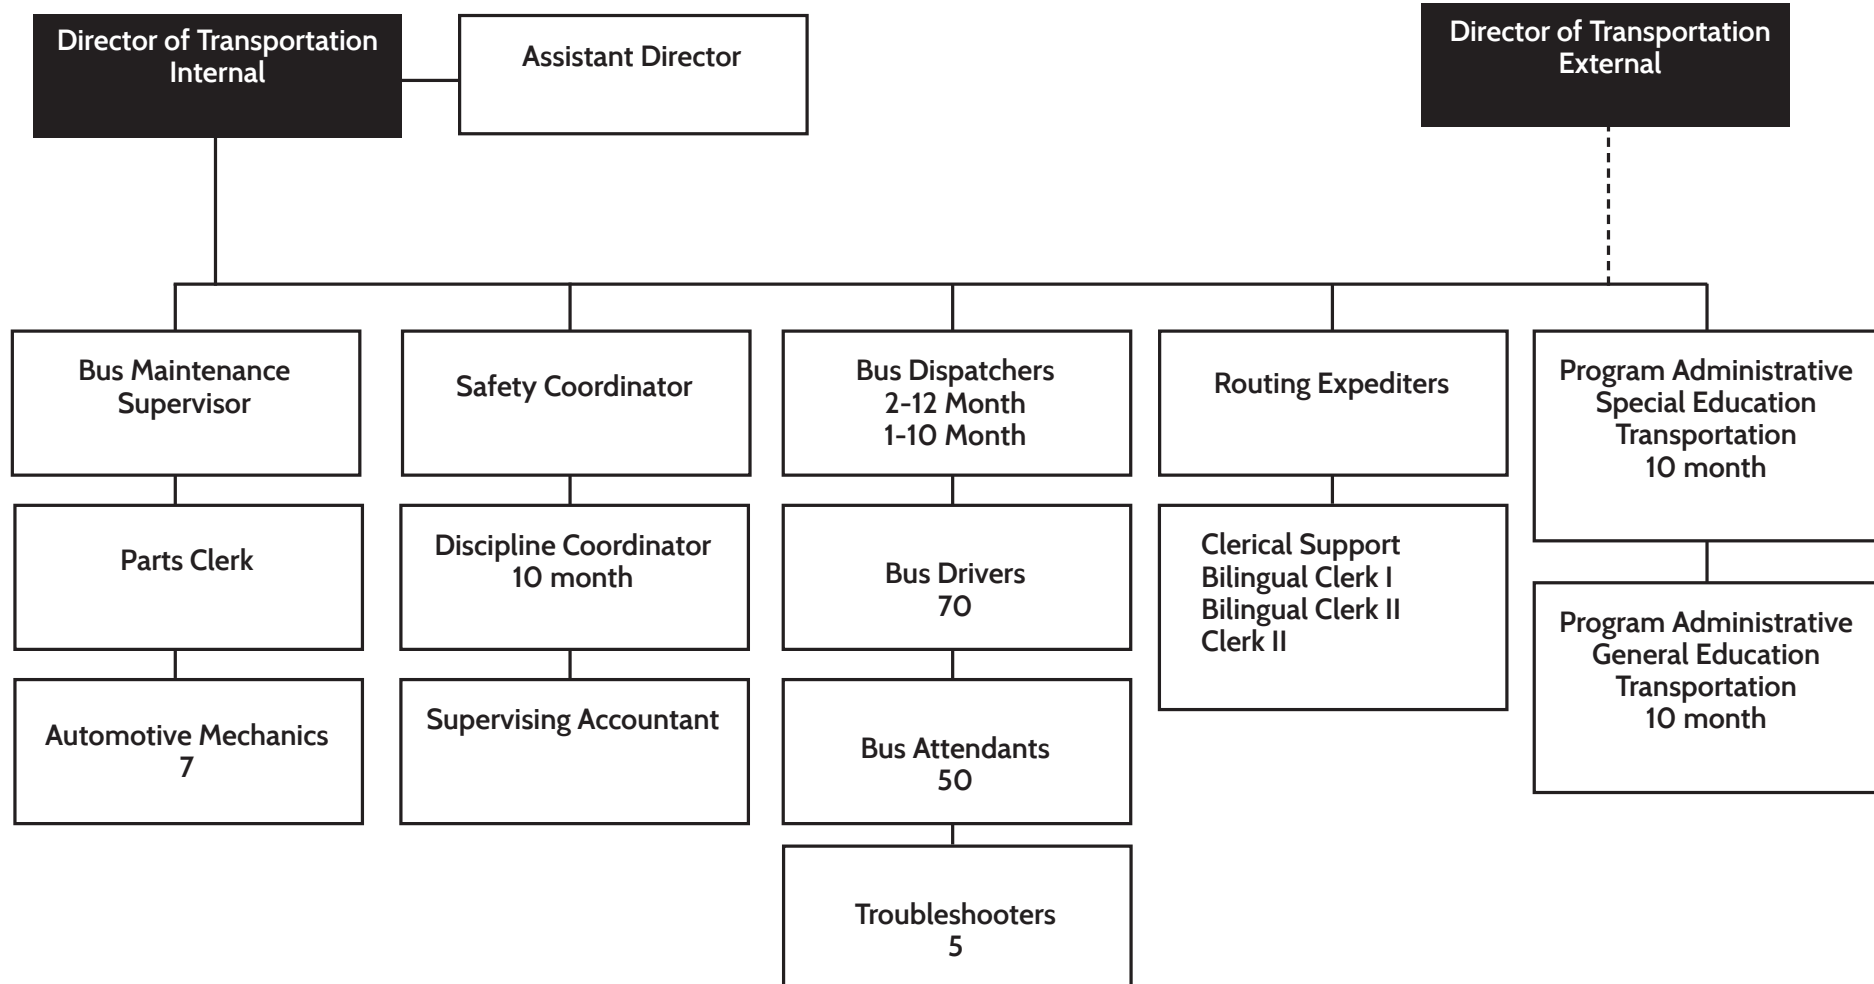 Director of Transportation
Internal
Assistant Director
Director of Transportation
External
Bus Maintenance
Supervisor
Safety Coordinator
Bus Dispatchers
2-12 Month
1-10 Month
Routing Expediters
Program Administrative
Special Education
Transportation
10 month
Parts Clerk
Discipline Coordinator
10 month
Bus Drivers
70
Clerical Support
Bilingual Clerk I
Bilingual Clerk II
Clerk II
Program Administrative
General Education
Transportation
10 month
Automotive Mechanics
7
Supervising Accountant
Bus Attendants
50
Troubleshooters
5